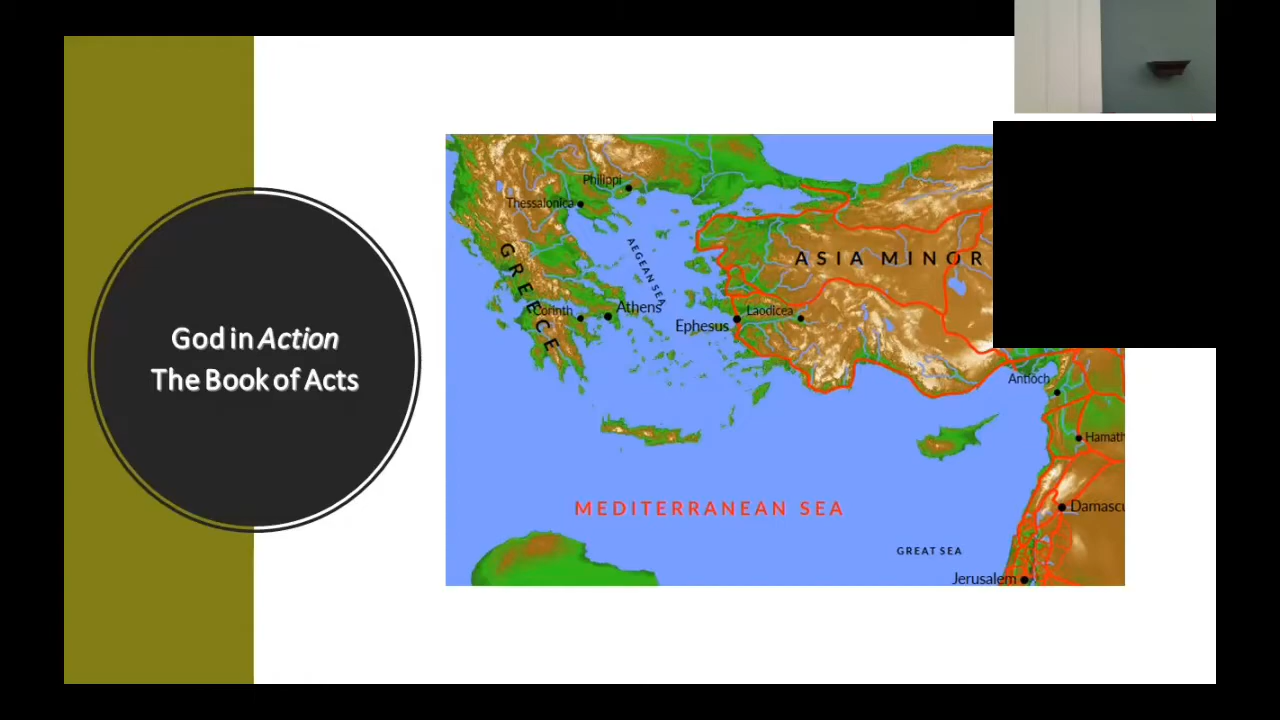 God in Action
The Book of Acts
Philippi
Thessalonica
AEGEAN SEA
GREECE
ASIA MINOR
Corinth
Athens
Ephesus
Laodicea
Antioch
Hamath
Damascu
MEDITERRANEAN SEA
GREAT SEA
Jerusalem